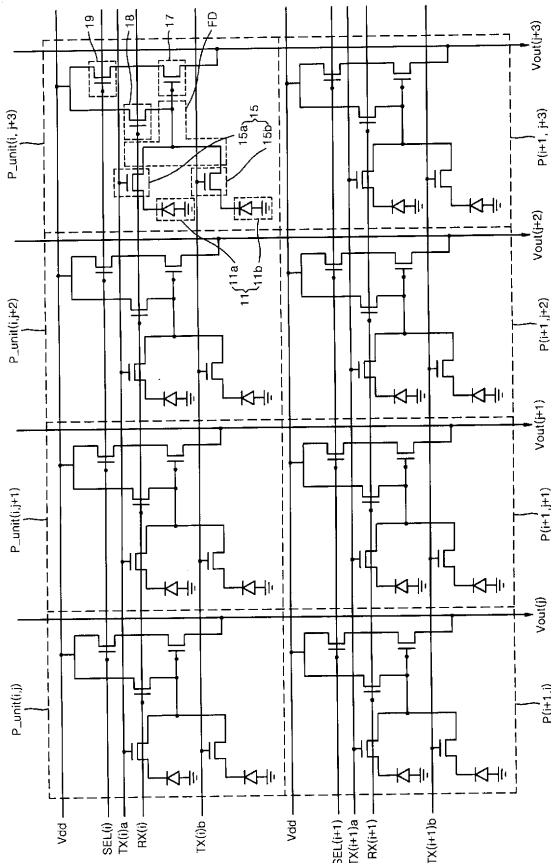 P_unit(i,j)
P_unit(i,j+1)
P_unit(i,j+2)
P_unit(i, j+3)
19
18
17
FD
15a
15
15b
11a
11
11b
Vdd
SEL(i)
TX(i)a
RX(i)
TX(i)b
Vdd
SEL(i+1)
TX(i+1)a
RX(i+1)
TX(i+1)b
P(i+1,i)
Vout(j)
P(i+1,j+1)
Vout(j+1)
P(i+1,j+2)
Vout(j+2)
P(i+1, j+3)
Vout(j+3)